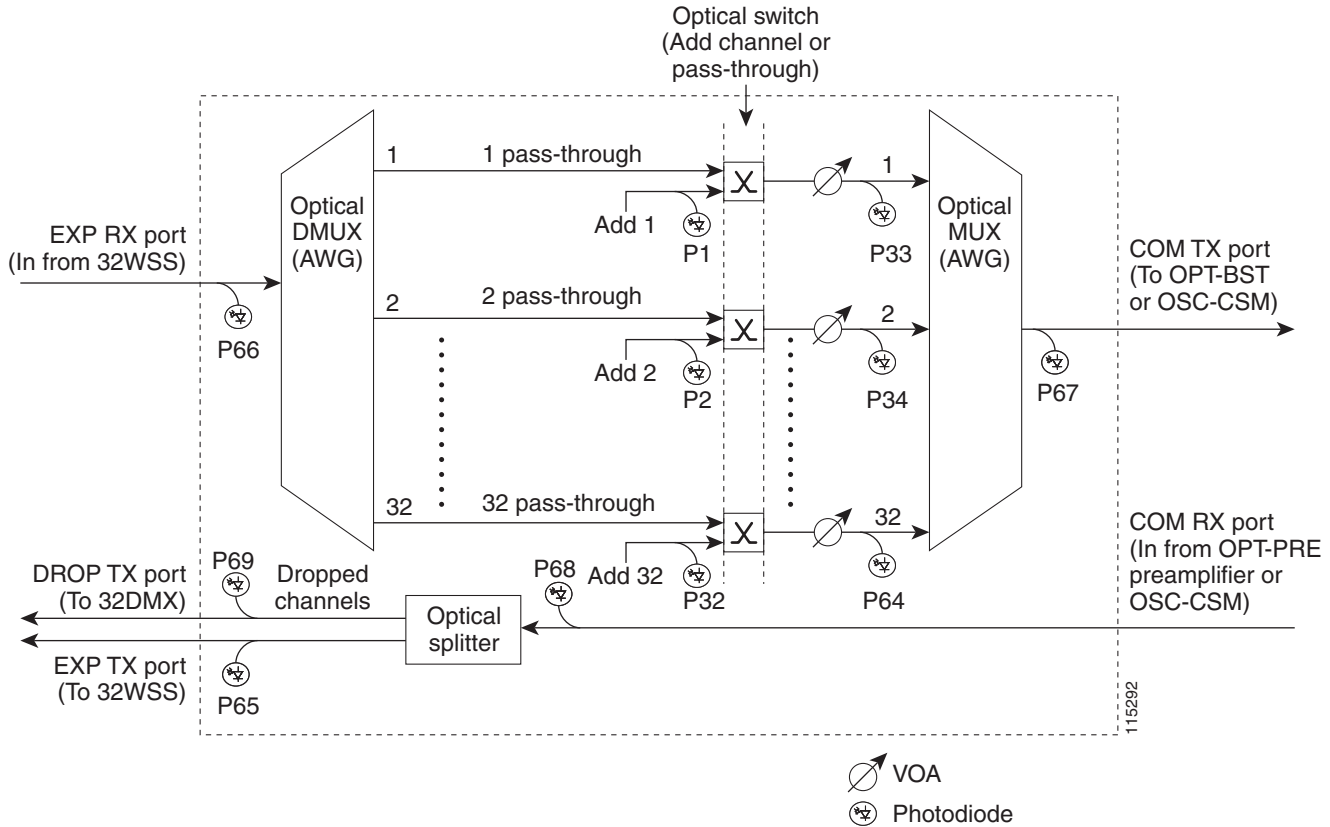 Optical switch
(Add channel or
pass-through)
1
1 pass-through
Optical
DMUX
(AWG)
Add 1
P1
1
P33
Optical
MUX
(AWG)
EXP RX port
(In from 32WSS)
P66
COM TX port
(To OPT-BST
or OSC-CSM)
2
2 pass-through
Add 2
P2
2
P34
P67
32
32 pass-through
Add 32
P32
32
P64
COM RX port
(In from OPT-PRE
preamplifier or
OSC-CSM)
P69
DROP TX port
(To 32DMX)
Dropped
channels
P68
Optical
splitter
EXP TX port
(To 32WSS)
P65
115292
VOA
Photodiode